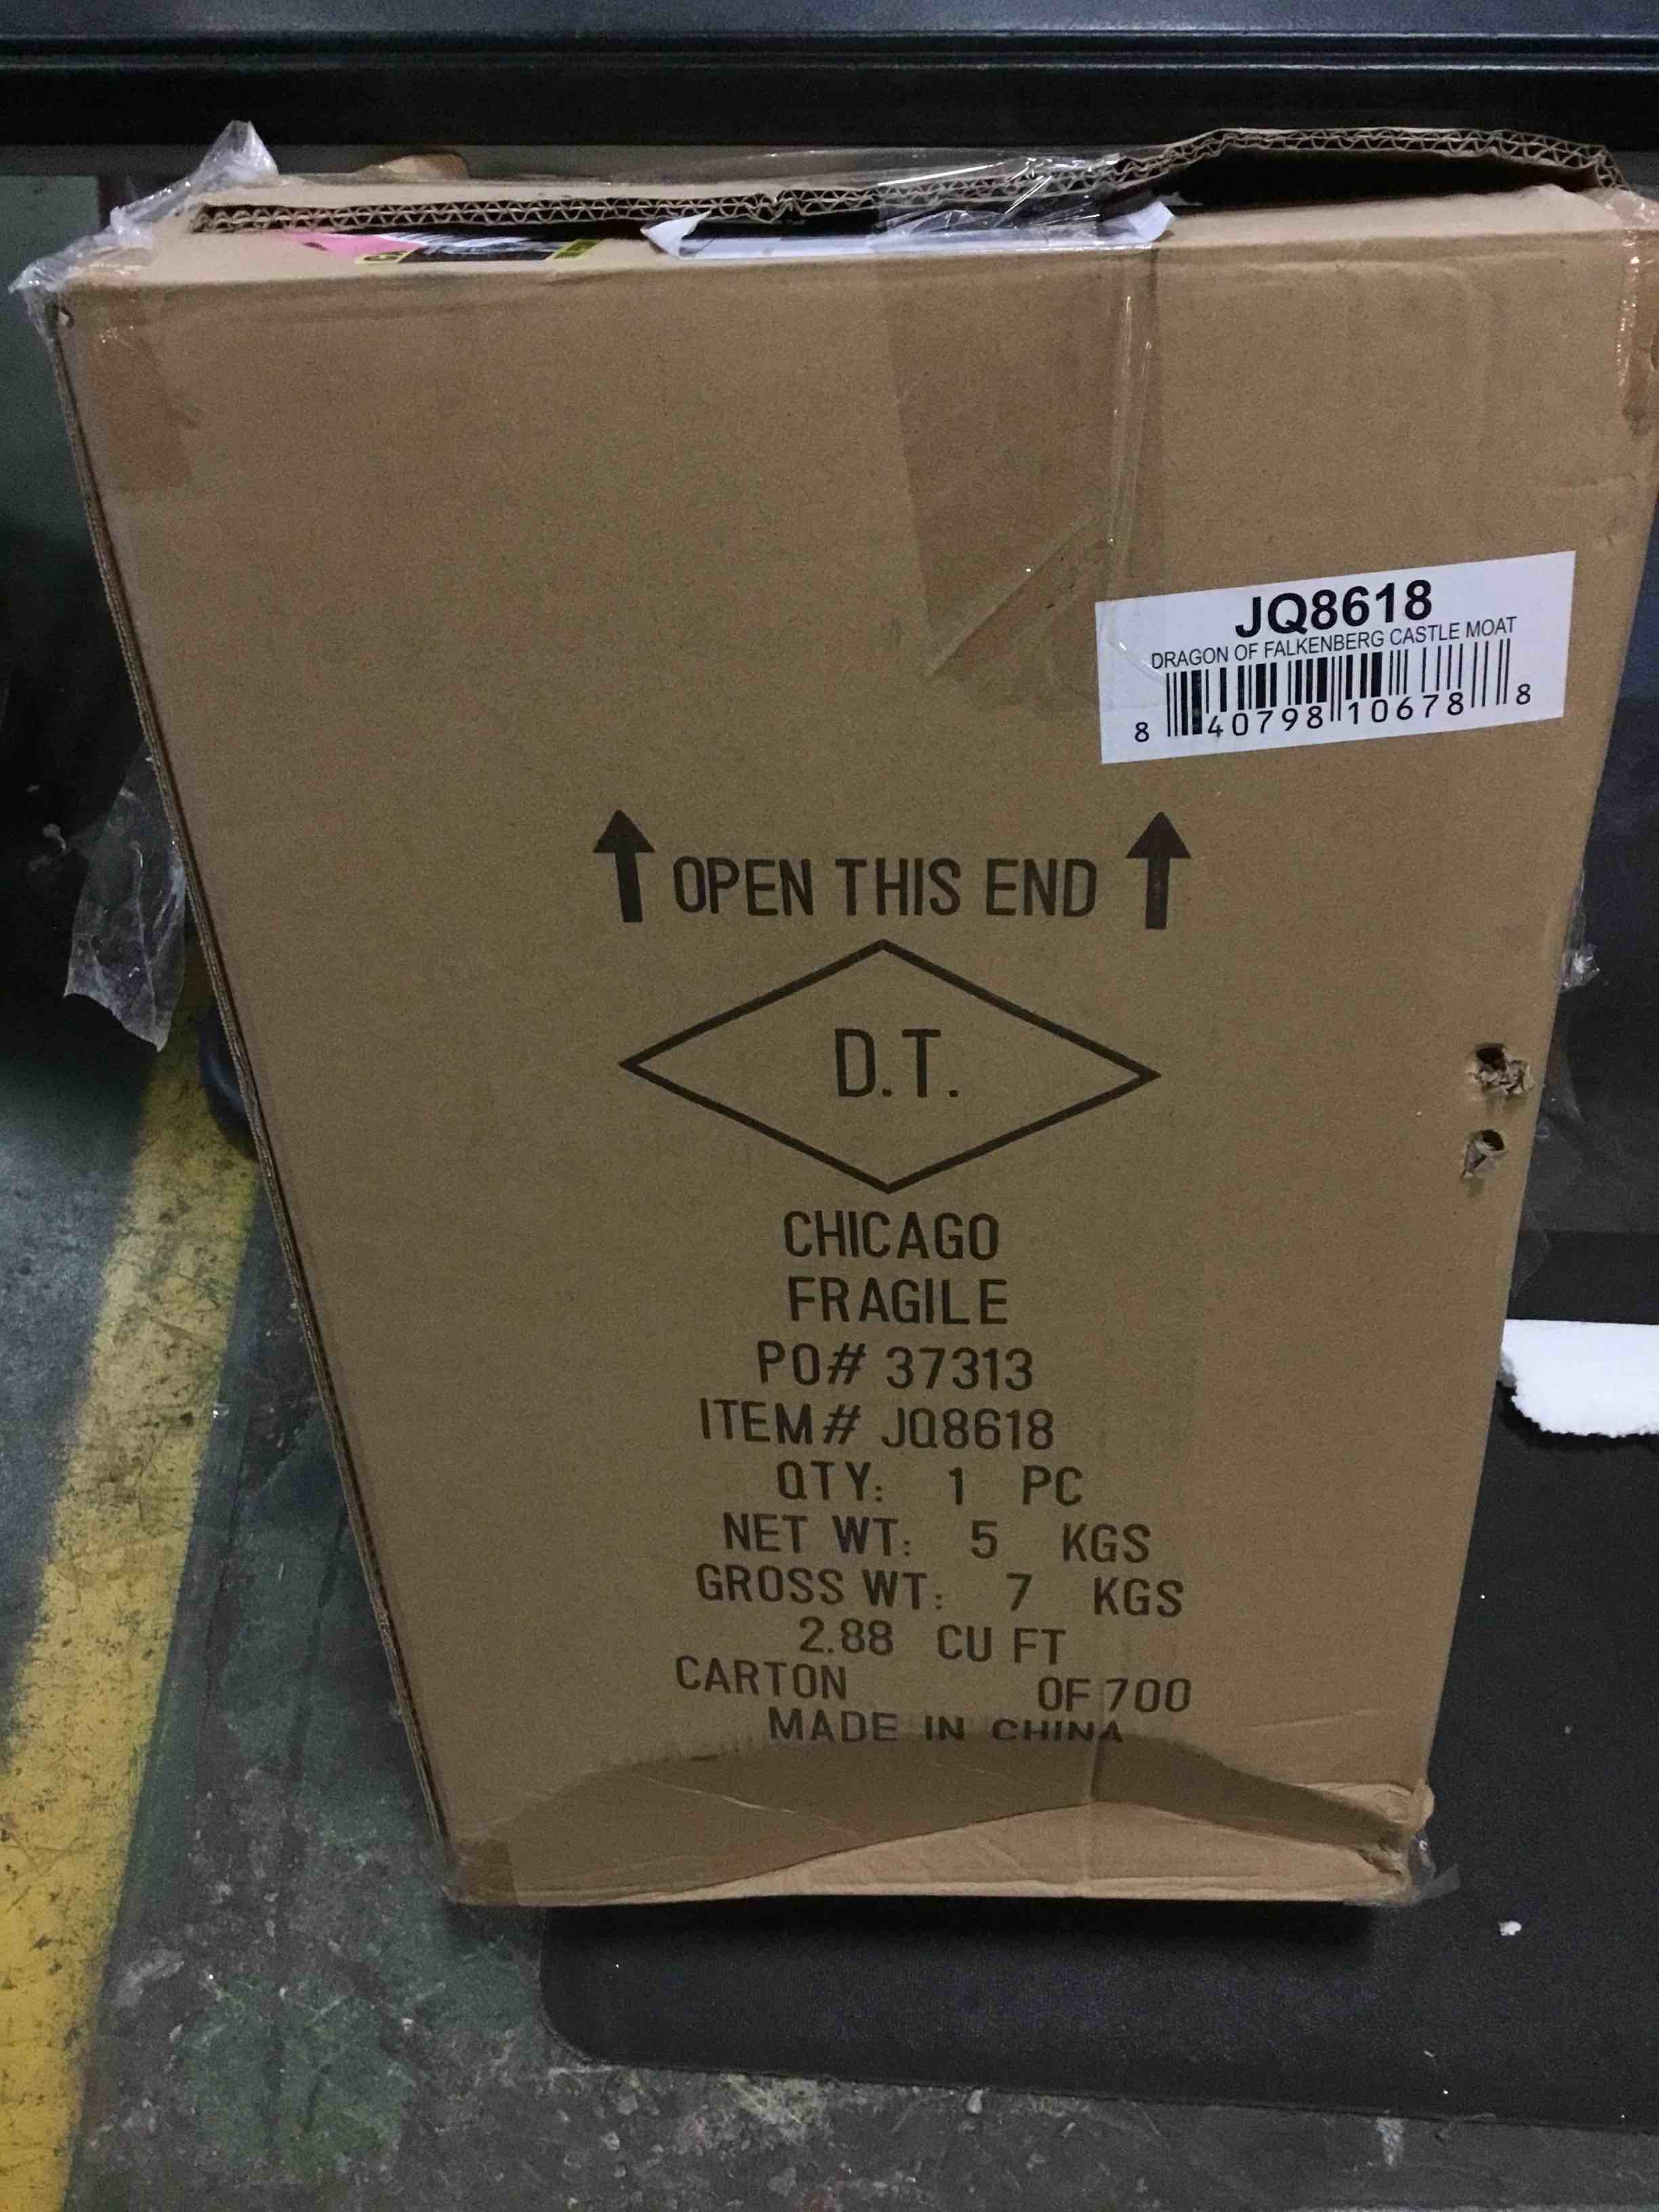 JQ8618
DRAGON OF FALKENBERG CASTLE MOAT
8 40798 10678 8
OPEN THIS END
D.T.
CHICAGO
FRAGILE
PO# 37313
ITEM# JQ8618
QTY: 1 PC
NET WT: 5 KGS
GROSS WT: 7 KGS
2.88 CU FT
CARTON OF 700
MADE IN CHINA